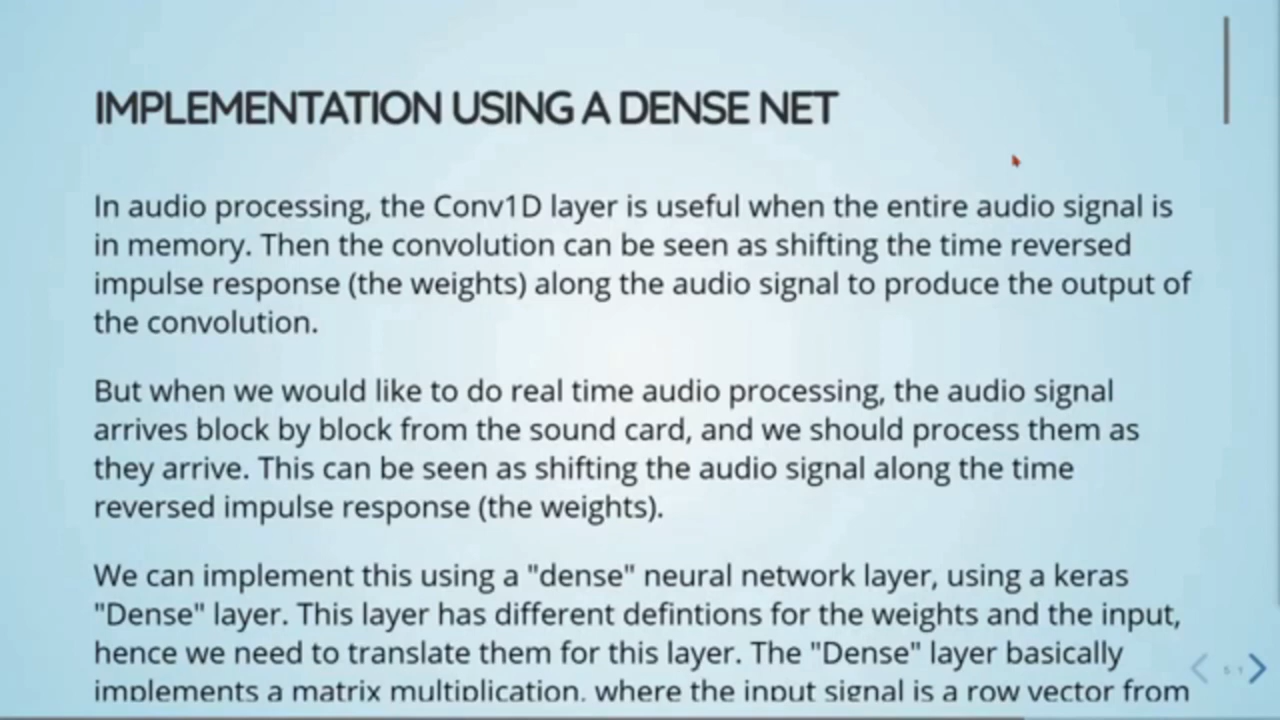 IMPLEMENTATION USING A DENSE NET
In audio processing, the Conv1D layer is useful when the entire audio signal is
in memory. Then the convolution can be seen as shifting the time reversed
impulse response (the weights) along the audio signal to produce the output of
the convolution.
But when we would like to do real time audio processing, the audio signal
arrives block by block from the sound card, and we should process them as
they arrive. This can be seen as shifting the audio signal along the time
reversed impulse response (the weights).
We can implement this using a "dense" neural network layer, using a keras
"Dense" layer. This layer has different defintions for the weights and the input,
hence we need to translate them for this layer. The "Dense" layer basically
implements a matrix multiplication, where the input signal is a row vector from